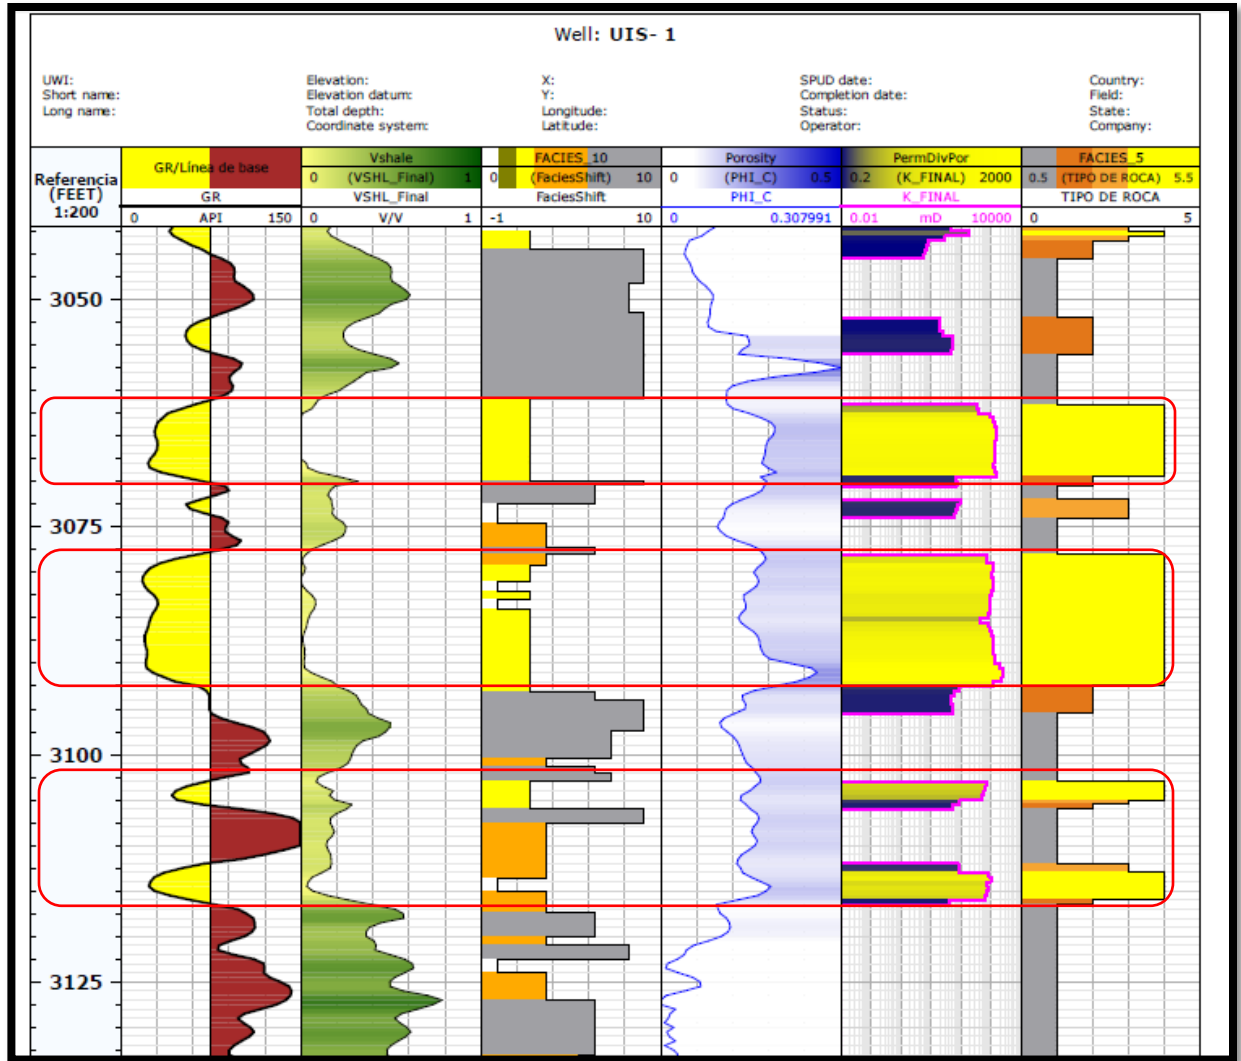 Well: UIS- 1
UWI:
Short name:
Long name:
Elevation:
Elevation datum:
Total depth:
Coordinate system:
X:
Y:
Longitude:
Latitude:
SPUD date:
Completion date:
Status:
Operator:
Country:
Field:
State:
Company:
Referencia
(FEET)
1:200
GR/Línea de base
GR
0 API 150
Vshale
0 (VSHL_Final) 1
VSHL_Final
0 V/V 1
FACIES_10
0 (FaciesShift) 10
FaciesShift
-1 10
Porosity
0 (PHI_C) 0.5
PHI_C
0 0.307991
PermDivPor
0.2 (K_FINAL) 2000
K_FINAL
0.01 mD 10000
FACIES_5
0.5 (TIPO DE ROCA) 5.5
TIPO DE ROCA
0 5
3050
3075
3100
3125